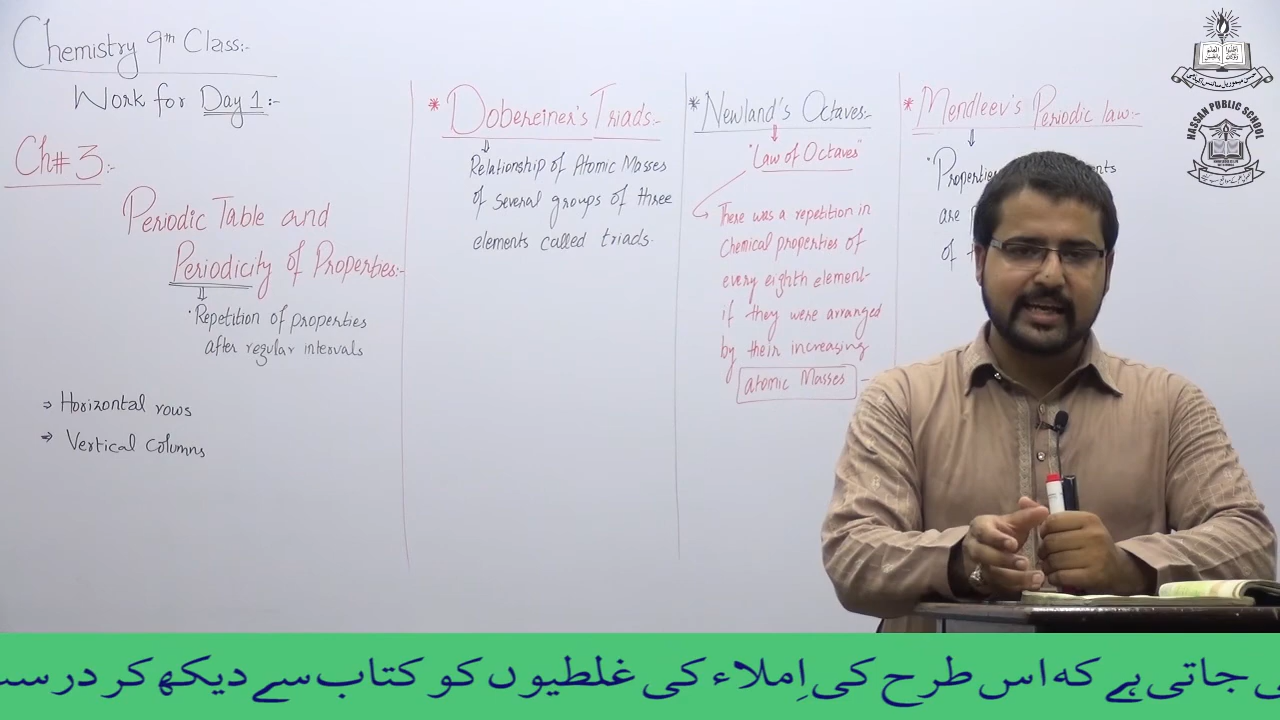 Chemistry 9th Class:-
Work for Day 1:-
Ch# 3:-
Periodic Table and
Periodicity of Properties:-
Repetition of properties
after regular intervals
⇒ Horizontal rows
⇒ Vertical columns
* Dobereiner's Triads:-
Relationship of Atomic Masses
of several groups of three
elements called triads.
* Newland's Octaves:-
"Law of Octaves"
There was a repetition in
chemical properties of
every eighth element
if they were arranged
by their increasing
atomic Masses
* Mendleev's Periodic law:-
"Properties
are
of
HASSAN PUBLIC SCHOOL
جاتی ہے کہ اس طرح کی اِملاء کی غلطیوں کو کتاب سے دیکھ کر